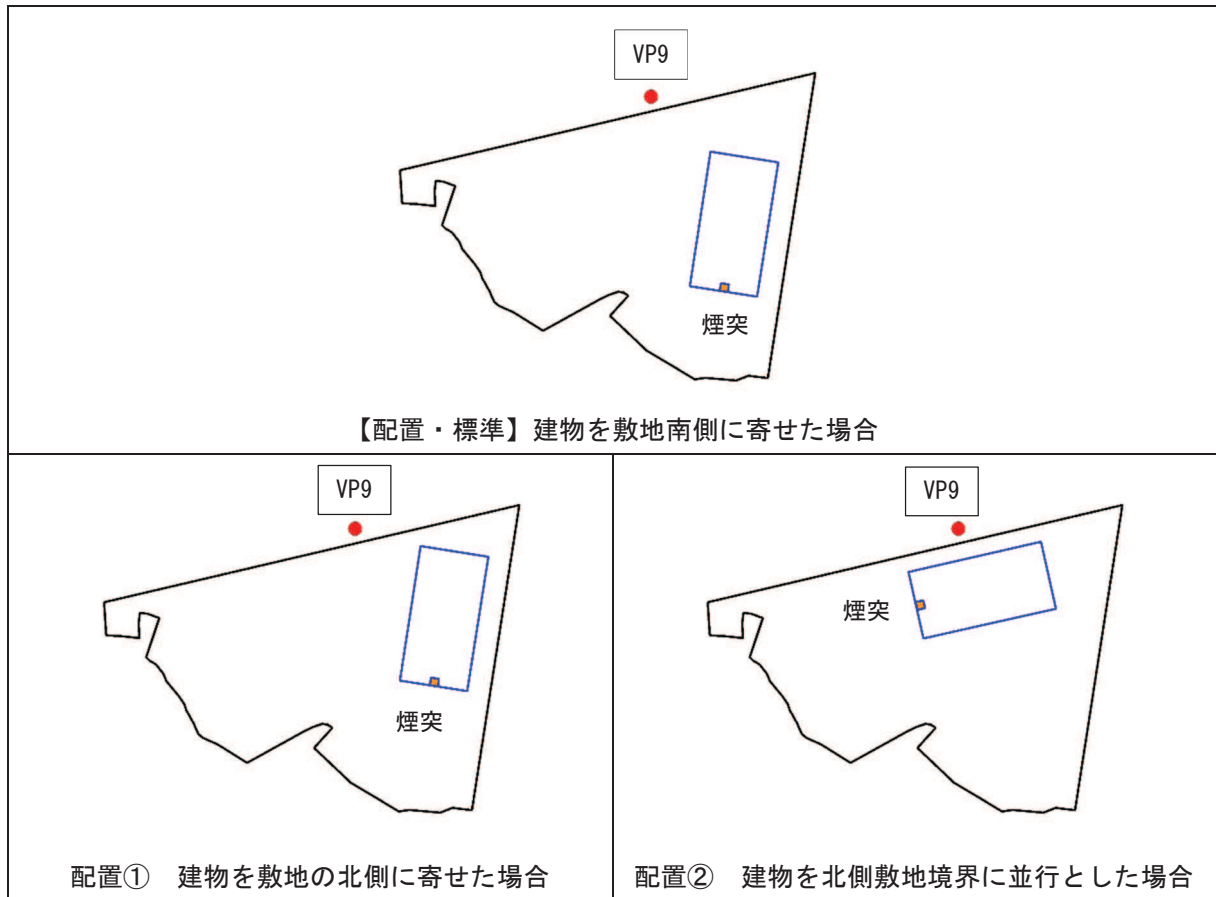 VP9
煙突
【配置・標準】建物を敷地南側に寄せた場合
VP9
煙突
配置① 建物を敷地の北側に寄せた場合
VP9
煙突
配置② 建物を北側敷地境界に並行とした場合